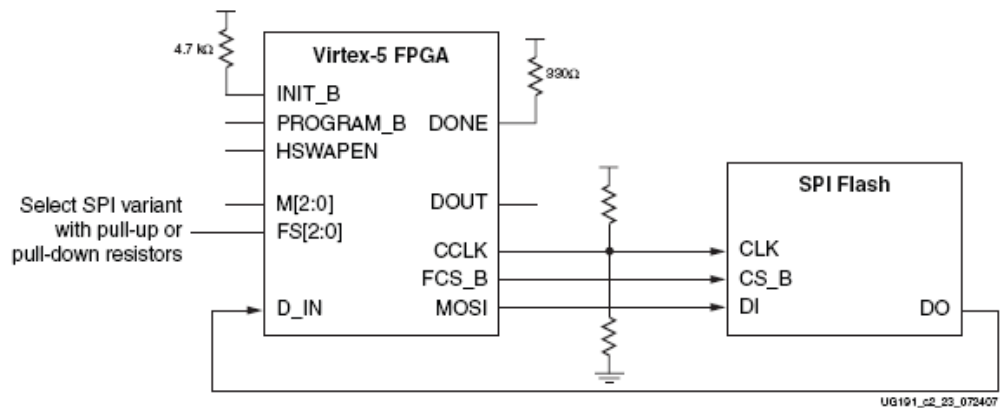 4.7 kΩ
Virtex-5 FPGA
330Ω
INIT_B
PROGRAM_B
DONE
HSWAPEN
SPI Flash
Select SPI variant
with pull-up or
pull-down resistors
M[2:0]
DOUT
FS[2:0]
CCLK
CLK
FCS_B
CS_B
D_IN
MOSI
DI
DO
UG191_c2_23_072407